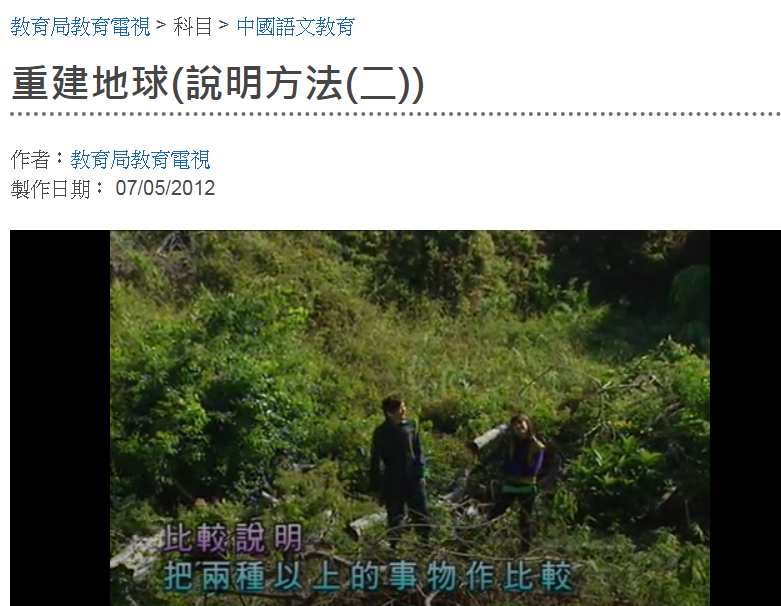 教育局教育電視 > 科目 > 中國語文教育
重建地球(說明方法(二))
作者：教育局教育電視
製作日期： 07/05/2012
比較說明
把兩種以上的事物作比較